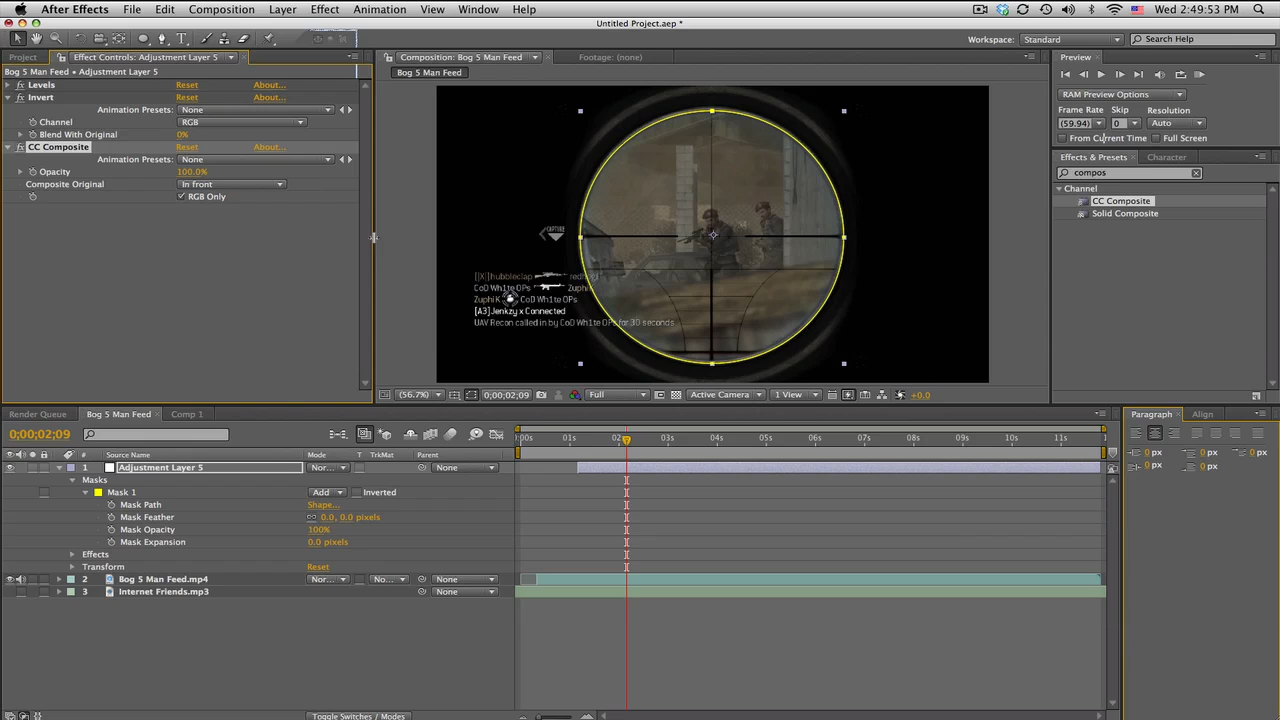 After Effects File Edit Composition Layer Effect Animation View Window Help Wed 2:49:53 PM
Untitled Project.aep *
Workspace: Standard Search Help
Project Effect Controls: Adjustment Layer 5 Composition: Bog 5 Man Feed Footage: (none) Preview
Bog 5 Man Feed • Adjustment Layer 5 Bog 5 Man Feed
Levels Reset About...
Invert Reset About...
Animation Presets: None
Channel RGB
Blend With Original 0%
CC Composite Reset About...
Animation Presets: None
Opacity 100.0%
Composite Original In front
RGB Only
RAM Preview Options
Frame Rate Skip Resolution
(59.94) 0 Auto
From Current Time Full Screen
Effects & Presets Character
compos
Channel
CC Composite
Solid Composite
CAPTURE
[[X]]hubbleclap
CoD Wh1te OPs Zuphi
Zuphi K CoD Wh1te OPs
[A3]Jenkzy x Connected
UAV Recon called in by CoD Wh1te OPs for 30 seconds
(56.7%) 0;00;02;09 Full Active Camera 1 View +0.0
Render Queue Bog 5 Man Feed Comp 1 Paragraph Align
0;00;02;09
:00s 01s 02 03s 04s 05s 06s 07s 08s 09s 10s 11s
# Source Name Mode T TrkMat Parent
0 px 0 px 0 px
0 px 0 px
1 Adjustment Layer 5 Nor... None
Masks
Mask 1 Add Inverted
Mask Path Shape...
Mask Feather 0.0, 0.0 pixels
Mask Opacity 100%
Mask Expansion 0.0 pixels
Effects
Transform Reset
2 Bog 5 Man Feed.mp4 Nor... No... None
3 Internet Friends.mp3 None
Toggle Switches / Modes